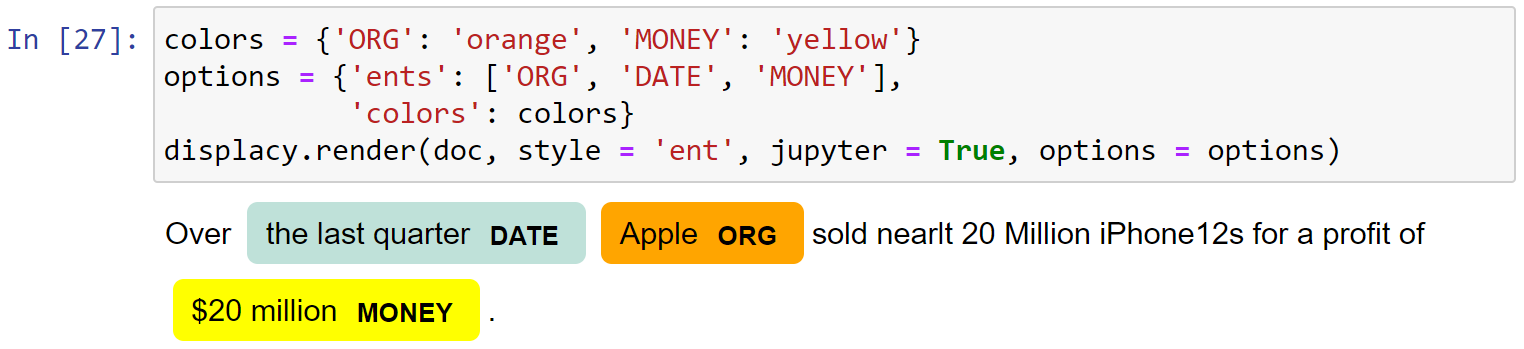 In [27]: colors = {'ORG': 'orange', 'MONEY': 'yellow'}
options = {'ents': ['ORG', 'DATE', 'MONEY'],
'colors': colors}
displacy.render(doc, style = 'ent', jupyter = True, options = options)
Over the last quarter DATE Apple ORG sold nearlt 20 Million iPhone12s for a profit of
$20 million MONEY .